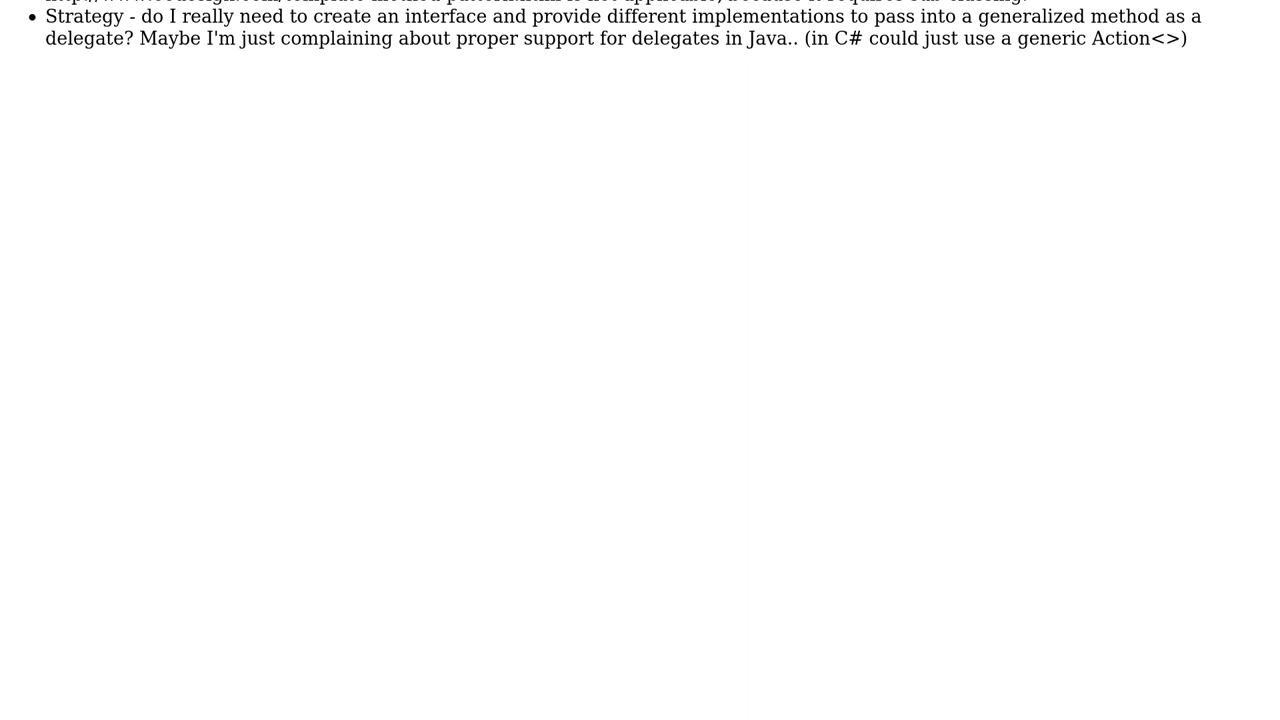 Strategy - do I really need to create an interface and provide different implementations to pass into a generalized method as a
delegate? Maybe I'm just complaining about proper support for delegates in Java.. (in C# could just use a generic Action<>)